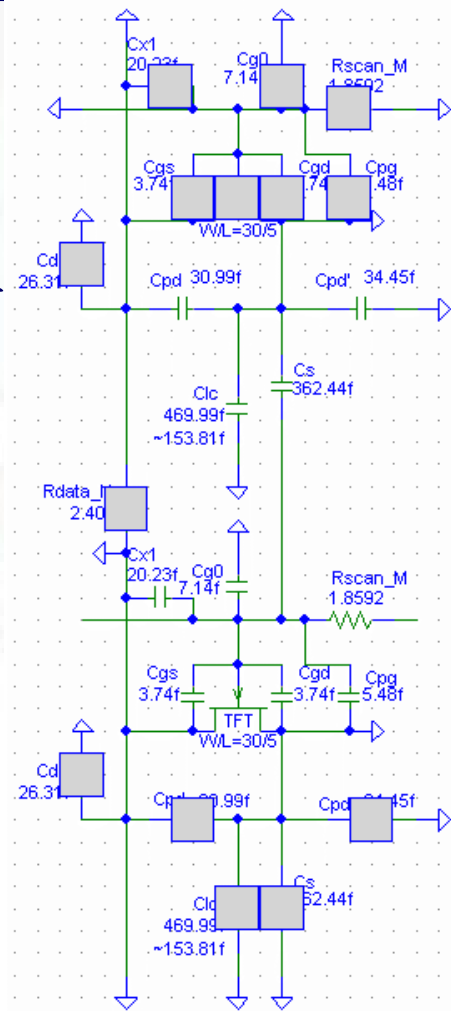 Cx1
20.23f
Cg0
7.14
Rscan_M
1.8592
Cgs
3.74
Cgd
.74
Cpg
.48f
W/L=30/5
Cd
26.31
Cpd 30.99f
Cpd' 34.45f
Cs
362.44f
Clc
469.99f
~153.81f
2.40
Cx1
20.23f
Cg0
7.14f
Rscan_M
1.8592
Cgs
3.74f
Cgd
3.74f
Cpg
5.48f
TFT
W/L=30/5
Cd
26.31
Cpd .99f
Cpd .45f
Cs
62.44f
Clc
469.99
~153.81f